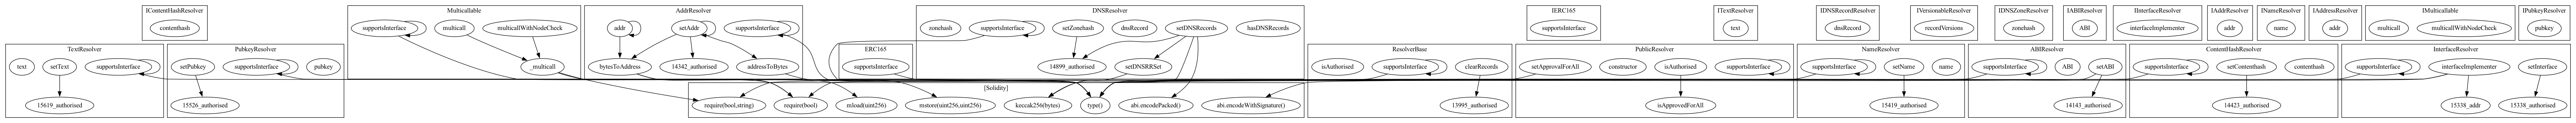 IContentHashResolver
contenthash
Multicallable
supportsInterface
multicall
multicallWithNodeCheck
_multicall
AddrResolver
addr
setAddr
supportsInterface
bytesToAddress
14342_authorised
addressToBytes
DNSResolver
zonehash
supportsInterface
setZonehash
dnsRecord
setDNSRecords
hasDNSRecords
14899_authorised
setDNSRRSet
IERC165
supportsInterface
ITextResolver
text
IDNSRecordResolver
dnsRecord
IVersionableResolver
recordVersions
IDNSZoneResolver
zonehash
IABIResolver
ABI
IInterfaceResolver
interfaceImplementer
IAddrResolver
addr
INameResolver
name
IAddressResolver
addr
IMulticallable
multicall
multicallWithNodeCheck
IPubkeyResolver
pubkey
TextResolver
text
setText
supportsInterface
15619_authorised
PubkeyResolver
setPubkey
supportsInterface
pubkey
15526_authorised
ERC165
supportsInterface
[Solidity]
require(bool,string)
require(bool)
mload(uint256)
mstore(uint256,uint256)
keccak256(bytes)
type()
abi.encodePacked()
abi.encodeWithSignature()
ResolverBase
isAuthorised
supportsInterface
clearRecords
13995_authorised
PublicResolver
setApprovalForAll
constructor
isAuthorised
supportsInterface
isApprovedForAll
NameResolver
supportsInterface
setName
name
15419_authorised
ABIResolver
supportsInterface
ABI
setABI
14143_authorised
ContentHashResolver
supportsInterface
setContenthash
contenthash
14423_authorised
InterfaceResolver
supportsInterface
interfaceImplementer
setInterface
15338_addr
15338_authorised